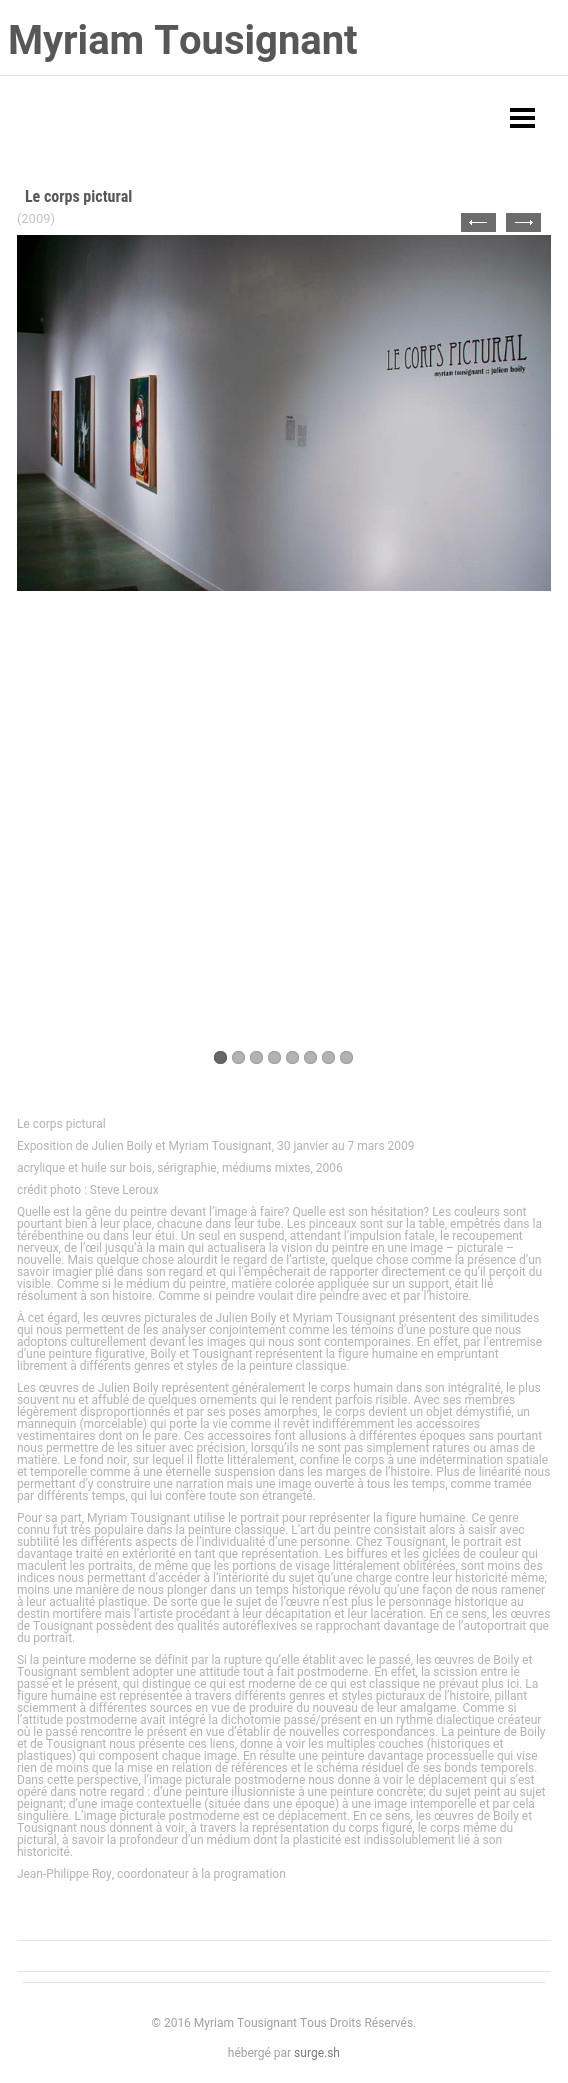 Myriam Tousignant
Le corps pictural
(2009)
LE CORPS PICTURAL
myriam tousignant :: julien boily
Le corps pictural
Exposition de Julien Boily et Myriam Tousignant, 30 janvier au 7 mars 2009
acrylique et huile sur bois, sérigraphie, médiums mixtes, 2006
crédit photo : Steve Leroux
Quelle est la gêne du peintre devant l’image à faire? Quelle est son hésitation? Les couleurs sont
pourtant bien à leur place, chacune dans leur tube. Les pinceaux sont sur la table, empêtrés dans la
térébenthine ou dans leur étui. Un seul en suspend, attendant l’impulsion fatale, le recoupement
nerveux, de l’œil jusqu’à la main qui actualisera la vision du peintre en une image – picturale –
nouvelle. Mais quelque chose alourdit le regard de l’artiste, quelque chose comme la présence d’un
savoir imagier plié dans son regard et qui l’empêcherait de rapporter directement ce qu’il perçoit du
visible. Comme si le médium du peintre, matière colorée appliquée sur un support, était lié
résolument à son histoire. Comme si peindre voulait dire peindre avec et par l’histoire.
À cet égard, les œuvres picturales de Julien Boily et Myriam Tousignant présentent des similitudes
qui nous permettent de les analyser conjointement comme les témoins d’une posture que nous
adoptons culturellement devant les images qui nous sont contemporaines. En effet, par l’entremise
d’une peinture figurative, Boily et Tousignant représentent la figure humaine en empruntant
librement à différents genres et styles de la peinture classique.
Les œuvres de Julien Boily représentent généralement le corps humain dans son intégralité, le plus
souvent nu et affublé de quelques ornements qui le rendent parfois risible. Avec ses membres
légèrement disproportionnés et par ses poses amorphes, le corps devient un objet démystifié, un
mannequin (morcelable) qui porte la vie comme il revêt indifféremment les accessoires
vestimentaires dont on le pare. Ces accessoires font allusions à différentes époques sans pourtant
nous permettre de les situer avec précision, lorsqu’ils ne sont pas simplement ratures ou amas de
matière. Le fond noir, sur lequel il flotte littéralement, confine le corps à une indétermination spatiale
et temporelle comme à une éternelle suspension dans les marges de l’histoire. Plus de linéarité nous
permettant d’y construire une narration mais une image ouverte à tous les temps, comme tramée
par différents temps, qui lui confère toute son étrangeté.
Pour sa part, Myriam Tousignant utilise le portrait pour représenter la figure humaine. Ce genre
connu fut très populaire dans la peinture classique. L’art du peintre consistait alors à saisir avec
subtilité les différents aspects de l’individualité d’une personne. Chez Tousignant, le portrait est
davantage traité en extériorité en tant que représentation. Les biffures et les giclées de couleur qui
maculent les portraits, de même que les portions de visage littéralement oblitérées, sont moins des
indices nous permettant d’accéder à l’intériorité du sujet qu’une charge contre leur historicité même;
moins une manière de nous plonger dans un temps historique révolu qu’une façon de nous ramener
à leur actualité plastique. De sorte que le sujet de l’œuvre n’est plus le personnage historique au
destin mortifère mais l’artiste procédant à leur décapitation et leur lacération. En ce sens, les œuvres
de Tousignant possèdent des qualités autoréflexives se rapprochant davantage de l’autoportrait que
du portrait.
Si la peinture moderne se définit par la rupture qu’elle établit avec le passé, les œuvres de Boily et
Tousignant semblent adopter une attitude tout à fait postmoderne. En effet, la scission entre le
passé et le présent, qui distingue ce qui est moderne de ce qui est classique ne prévaut plus ici. La
figure humaine est représentée à travers différents genres et styles picturaux de l’histoire, pillant
sciemment à différentes sources en vue de produire du nouveau de leur amalgame. Comme si
l’attitude postmoderne avait intégré la dichotomie passé/présent en un rythme dialectique créateur
où le passé rencontre le présent en vue d’établir de nouvelles correspondances. La peinture de Boily
et de Tousignant nous présente ces liens, donne à voir les multiples couches (historiques et
plastiques) qui composent chaque image. En résulte une peinture davantage processuelle qui vise
rien de moins que la mise en relation de références et le schéma résiduel de ses bonds temporels.
Dans cette perspective, l’image picturale postmoderne nous donne à voir le déplacement qui s’est
opéré dans notre regard : d’une peinture illusionniste à une peinture concrète; du sujet peint au sujet
peignant; d’une image contextuelle (située dans une époque) à une image intemporelle et par cela
singulière. L’image picturale postmoderne est ce déplacement. En ce sens, les œuvres de Boily et
Tousignant nous donnent à voir, à travers la représentation du corps figuré, le corps même du
pictural, à savoir la profondeur d’un médium dont la plasticité est indissolublement lié à son
historicité.
Jean-Philippe Roy, coordonateur à la programation
© 2016 Myriam Tousignant Tous Droits Réservés.
hébergé par surge.sh